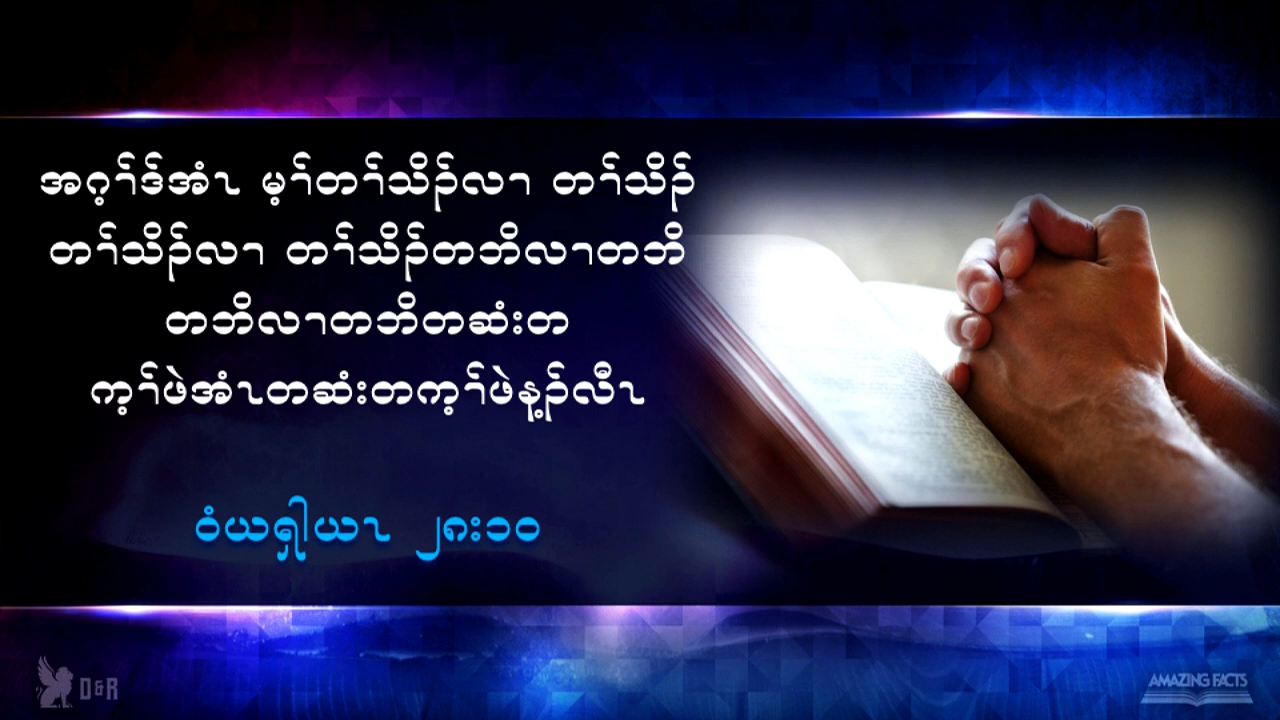 အဂ့ၢ်ဒ်အံၤ မ့ၢ်တၢ်သိၣ်လၢ တၢ်သိၣ်
တၢ်သိၣ်လၢ တၢ်သိၣ်တဘိလၢတဘိ
တဘိလၢတဘိတဆံးတ
က့ၢ်ဖဲအံၤတဆံးတက့ၢ်ဖဲန့ၣ်လီၤ
ဝံယၡါယၤ ၂၈း၁၀
D&R
AMAZING FACTS